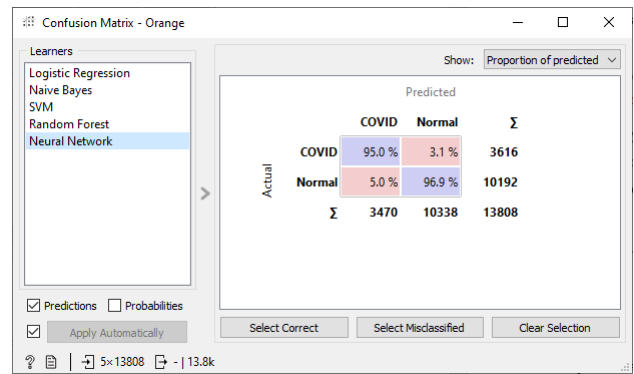 Confusion Matrix - Orange
Learners
Logistic Regression
Naive Bayes
SVM
Random Forest
Neural Network
Predictions Probabilities
Apply Automatically
Show: Proportion of predicted
Predicted
COVID Normal Σ
Actual
COVID 95.0 % 3.1 % 3616
Normal 5.0 % 96.9 % 10192
Σ 3470 10338 13808
Select Correct Select Misclassified Clear Selection
? 5×13808 - | 13.8k